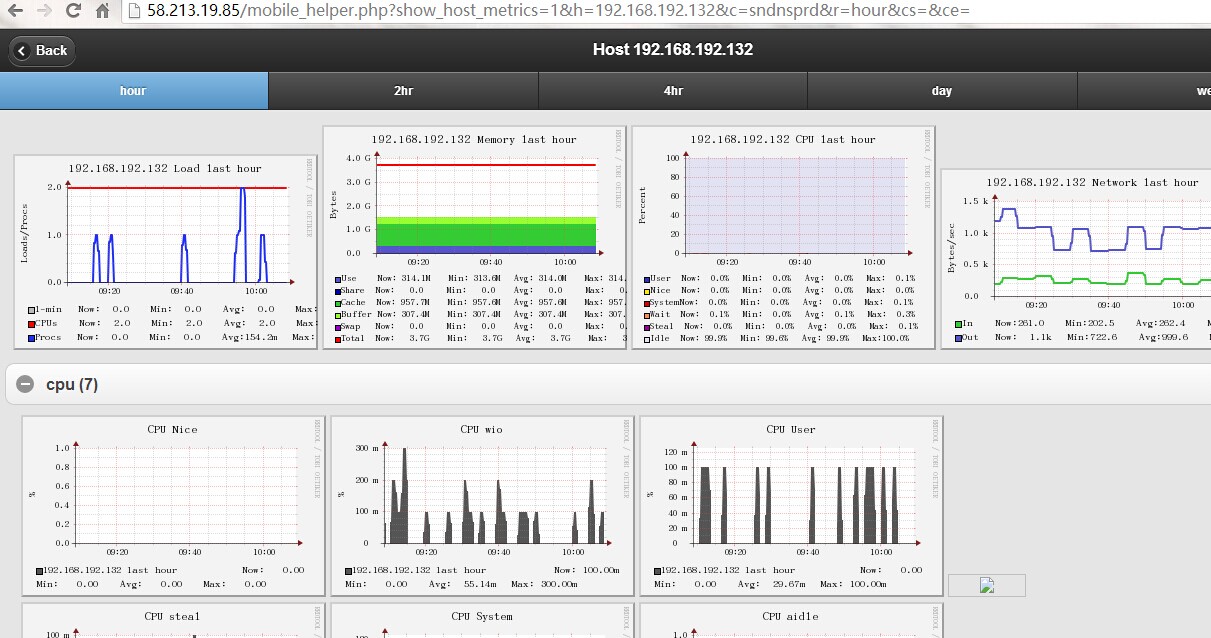 58.213.19.85/mobile_helper.php?show_host_metrics=1&h=192.168.192.132&c=sndnsprd&r=hour&cs=&ce=
Back
Host 192.168.192.132
hour
2hr
4hr
day
we
192.168.192.132 Load last hour
Loads/Procs
2.0
1.0
0.0
09:20 09:40 10:00
1-min Now: 0.0 Min: 0.0 Avg: 0.0 Max:
CPUs Now: 2.0 Min: 2.0 Avg: 2.0 Max:
Procs Now: 0.0 Min: 0.0 Avg:154.2m Max:
192.168.192.132 Memory last hour
Bytes
4.0 G
3.0 G
2.0 G
1.0 G
0.0
09:20 09:40 10:00
Use Now: 314.1M Min: 313.6M Avg: 314.0M Max: 314.
Share Now: 0.0 Min: 0.0 Avg: 0.0 Max: 0.
Cache Now: 957.7M Min: 957.6M Avg: 957.6M Max: 957.
Buffer Now: 307.4M Min: 307.4M Avg: 307.4M Max: 307.
Swap Now: 0.0 Min: 0.0 Avg: 0.0 Max: 0.
Total Now: 3.7G Min: 3.7G Avg: 3.7G Max: 3
192.168.192.132 CPU last hour
Percent
100
80
60
40
20
0
09:20 09:40 10:00
User Now: 0.0% Min: 0.0% Avg: 0.0% Max: 0.1%
Nice Now: 0.0% Min: 0.0% Avg: 0.0% Max: 0.0%
System Now: 0.0% Min: 0.0% Avg: 0.0% Max: 0.1%
Wait Now: 0.1% Min: 0.0% Avg: 0.1% Max: 0.3%
Steal Now: 0.0% Min: 0.0% Avg: 0.0% Max: 0.1%
Idle Now: 99.9% Min: 99.6% Avg: 99.9% Max:100.0%
192.168.192.132 Network last hour
Bytes/sec
1.5 k
1.0 k
0.5 k
0.0
09:20 09:40 10:00
In Now:261.0 Min:202.5 Avg:262.4 M
Out Now: 1.1k Min:722.6 Avg:999.6 M
cpu (7)
CPU Nice
%
1.0
0.8
0.6
0.4
0.2
0.0
09:20 09:40 10:00
192.168.192.132 last hour Now: 0.00
Min: 0.00 Avg: 0.00 Max: 0.00
CPU wio
%
300 m
200 m
100 m
0
09:20 09:40 10:00
192.168.192.132 last hour Now: 100.00m
Min: 0.00 Avg: 55.14m Max: 300.00m
CPU User
%
120 m
100 m
80 m
60 m
40 m
20 m
0
09:20 09:40 10:00
192.168.192.132 last hour Now: 0.00
Min: 0.00 Avg: 29.67m Max: 100.00m
CPU steal
100 m
CPU System
CPU aidle
1.0